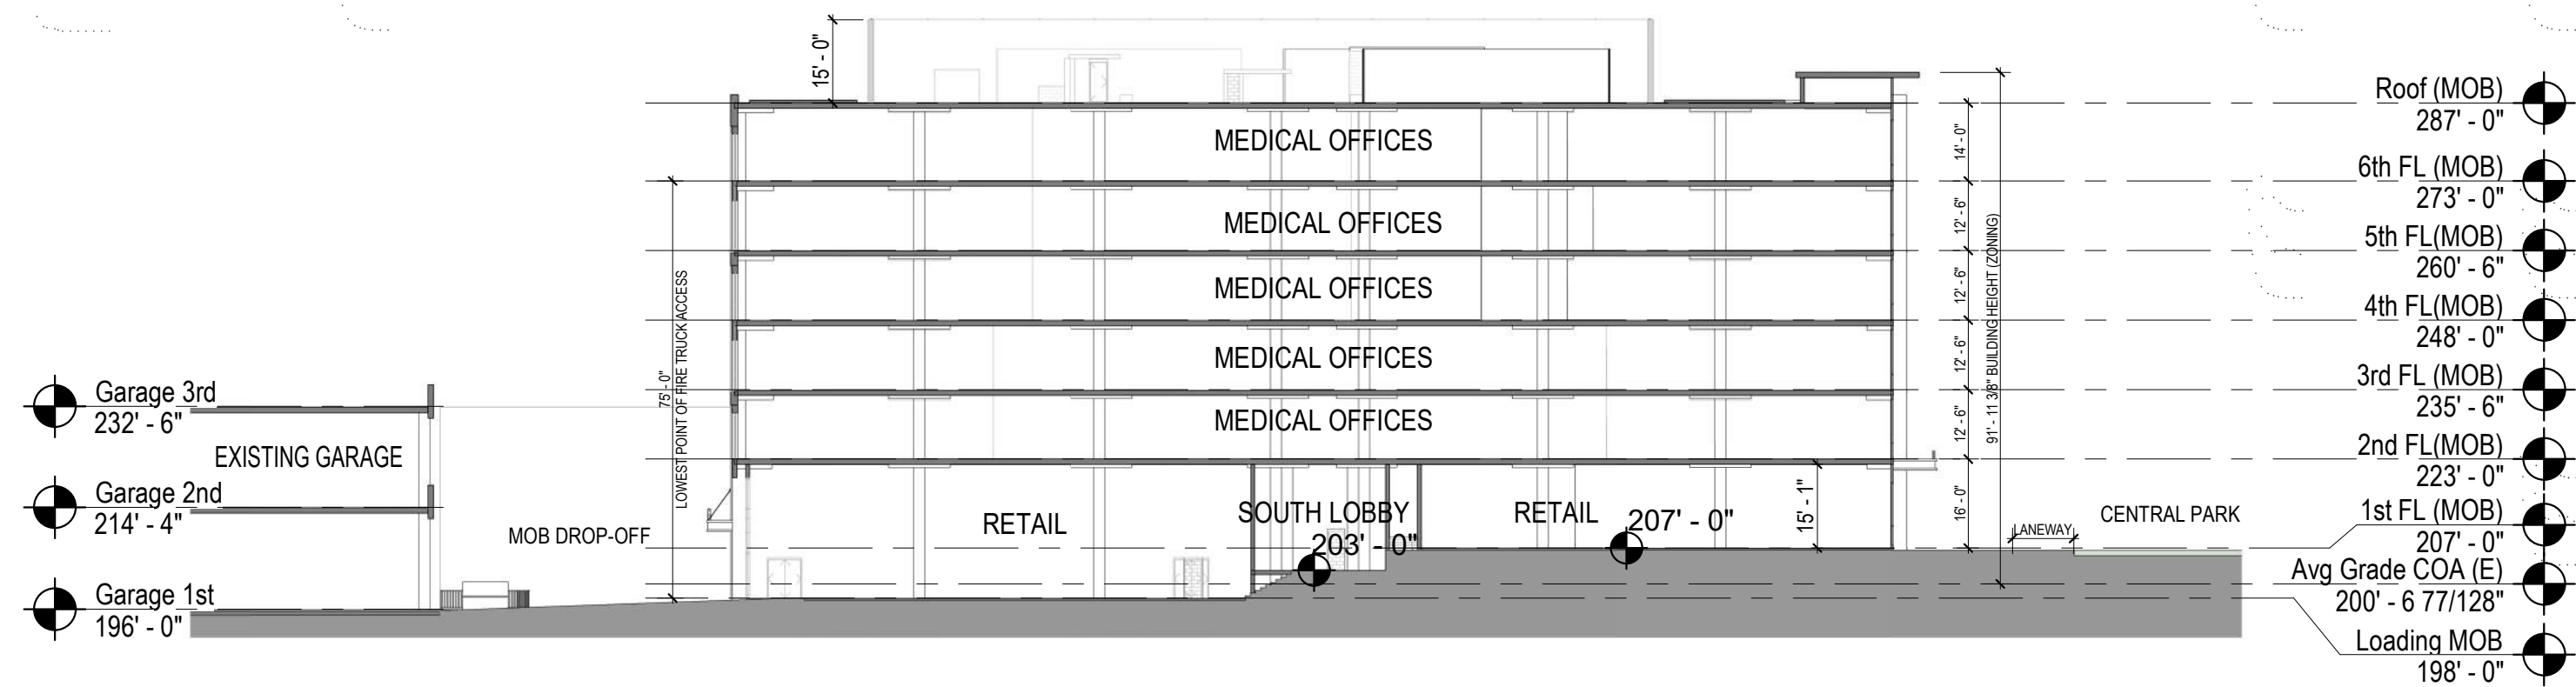 15' - 0"
Roof (MOB)
287' - 0"
MEDICAL OFFICES
14' - 0"
6th FL (MOB)
273' - 0"
MEDICAL OFFICES
12' - 6"
5th FL(MOB)
260' - 6"
MEDICAL OFFICES
12' - 6"
4th FL(MOB)
248' - 0"
MEDICAL OFFICES
12' - 6"
3rd FL (MOB)
235' - 6"
MEDICAL OFFICES
12' - 6"
2nd FL(MOB)
223' - 0"
75' - 0"
LOWEST POINT OF FIRE TRUCK ACCESS
91' - 11 3/8" BUILDING HEIGHT (ZONING)
Garage 3rd
232' - 6"
EXISTING GARAGE
Garage 2nd
214' - 4"
MOB DROP-OFF
RETAIL
SOUTH LOBBY
203' - 0"
RETAIL
207' - 0"
15' - 1"
16' - 0"
LANEWAY
CENTRAL PARK
1st FL (MOB)
207' - 0"
Avg Grade COA (E)
200' - 6 77/128"
Garage 1st
196' - 0"
Loading MOB
198' - 0"